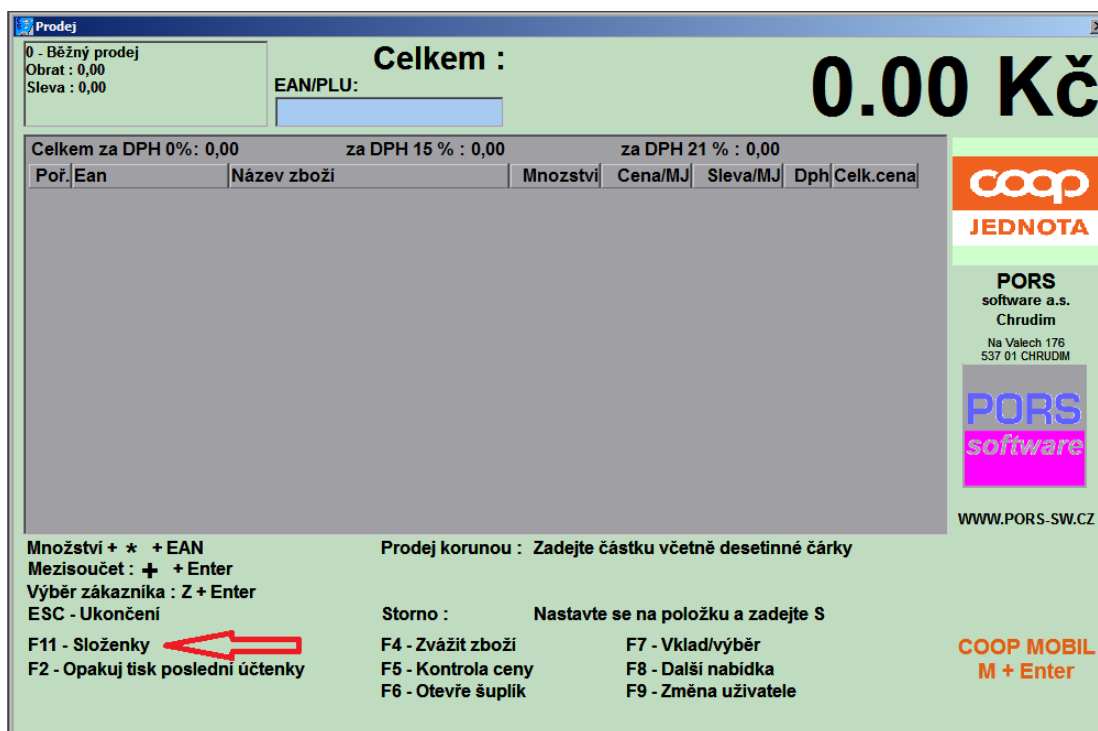 Prodej
0 - Běžný prodej
Obrat : 0,00
Sleva : 0,00
Celkem :
EAN/PLU:
0.00 Kč
Celkem za DPH 0%: 0,00 za DPH 15 % : 0,00 za DPH 21 % : 0,00
Poř. Ean Název zboží Mnozstvi Cena/MJ Sleva/MJ Dph Celk.cena
coop
JEDNOTA
PORS
software a.s.
Chrudim
Na Valech 176
537 01 CHRUDIM
PORS
software
WWW.PORS-SW.CZ
Množství + * + EAN
Mezisoučet : + + Enter
Výběr zákazníka : Z + Enter
ESC - Ukončení
F11 - Složenky
F2 - Opakuj tisk poslední účtenky
Prodej korunou : Zadejte částku včetně desetinné čárky
Storno : Nastavte se na položku a zadejte S
F4 - Zvážit zboží
F5 - Kontrola ceny
F6 - Otevře šuplík
F7 - Vklad/výběr
F8 - Další nabídka
F9 - Změna uživatele
COOP MOBIL
M + Enter